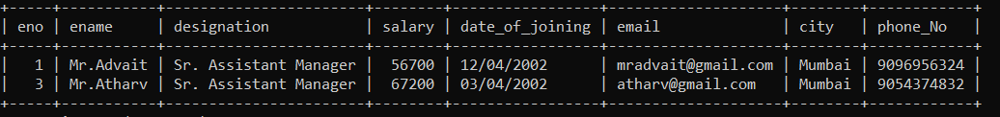 +-----+-----------+-----------------------+--------+-----------------+---------------------+--------+------------+
| eno | ename     | designation           | salary | date_of_joining | email               | city   | phone_No   |
+-----+-----------+-----------------------+--------+-----------------+---------------------+--------+------------+
|   1 | Mr.Advait | Sr. Assistant Manager |  56700 | 12/04/2002      | mradvait@gmail.com | Mumbai | 9096956324 |
|   3 | Mr.Atharv | Sr. Assistant Manager |  67200 | 03/04/2002      | atharv@gmail.com   | Mumbai | 9054374832 |
+-----+-----------+-----------------------+--------+-----------------+---------------------+--------+------------+